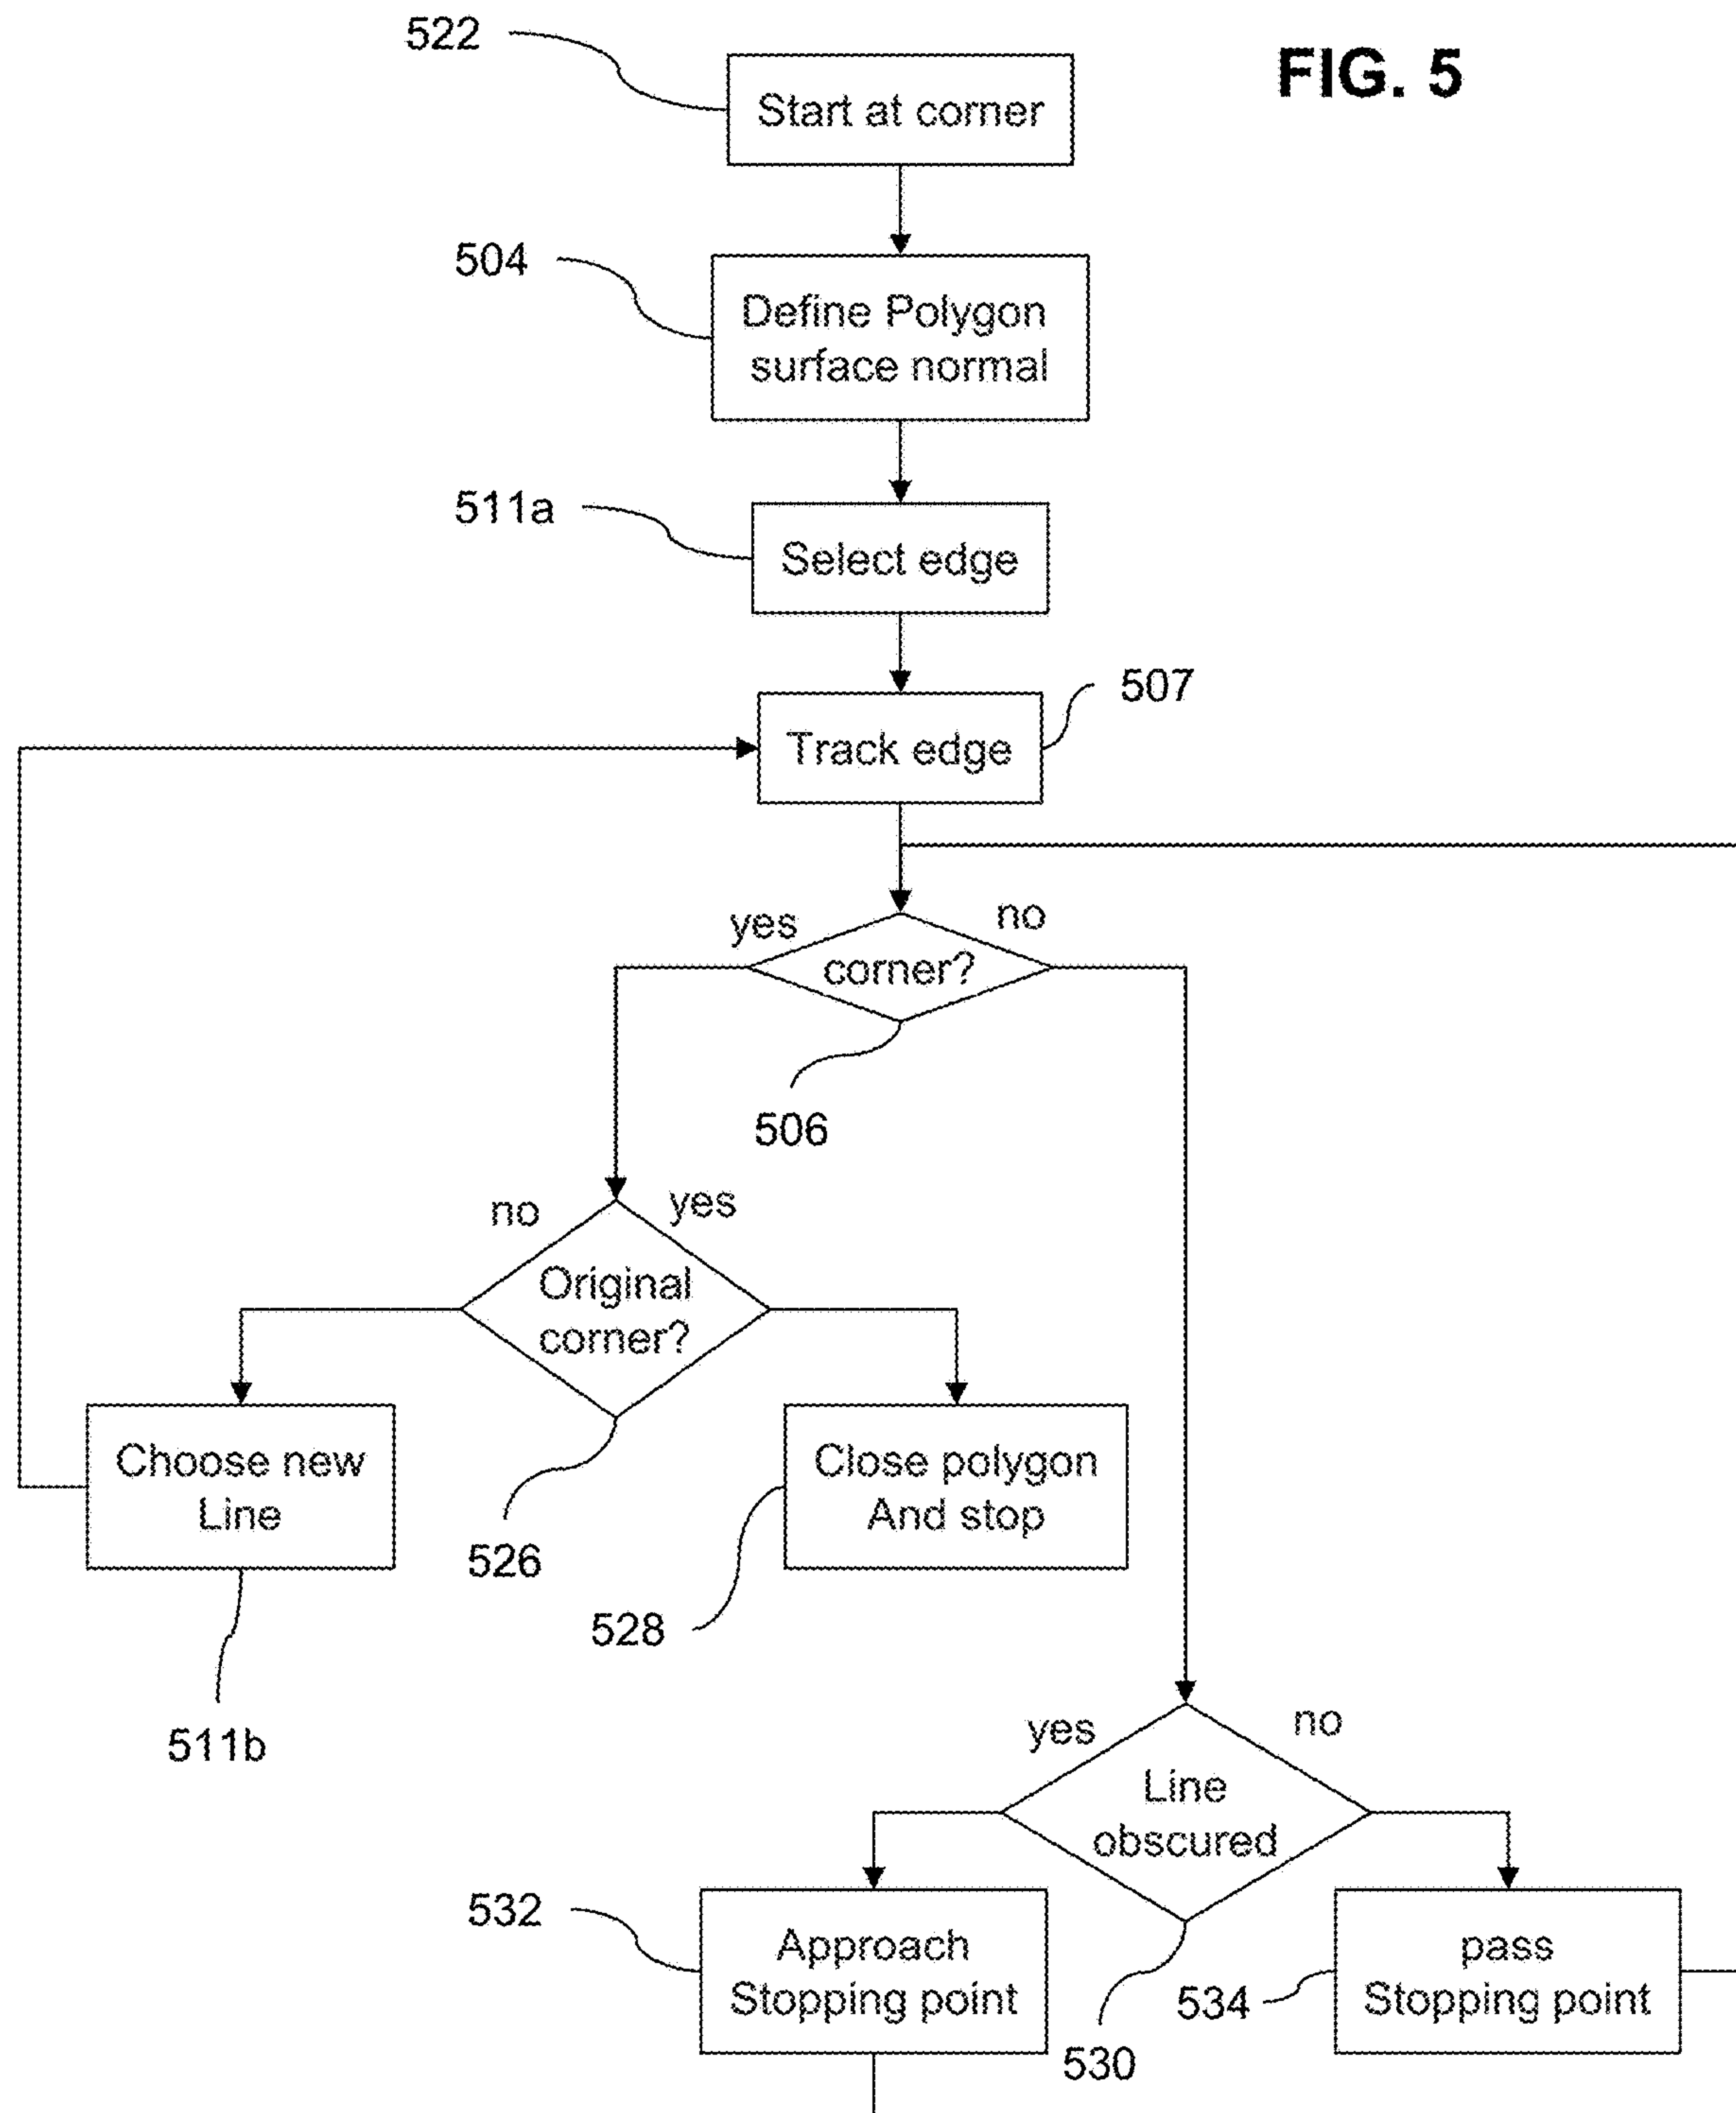 FIG. 5
522
Start at corner
504
Define Polygon
surface normal
511a
Select edge
507
Track edge
yes
no
corner?
506
no
yes
Original
corner?
Choose new
Line
Close polygon
And stop
526
528
511b
yes
no
Line
obscured
532
Approach
Stopping point
pass
Stopping point
534
530